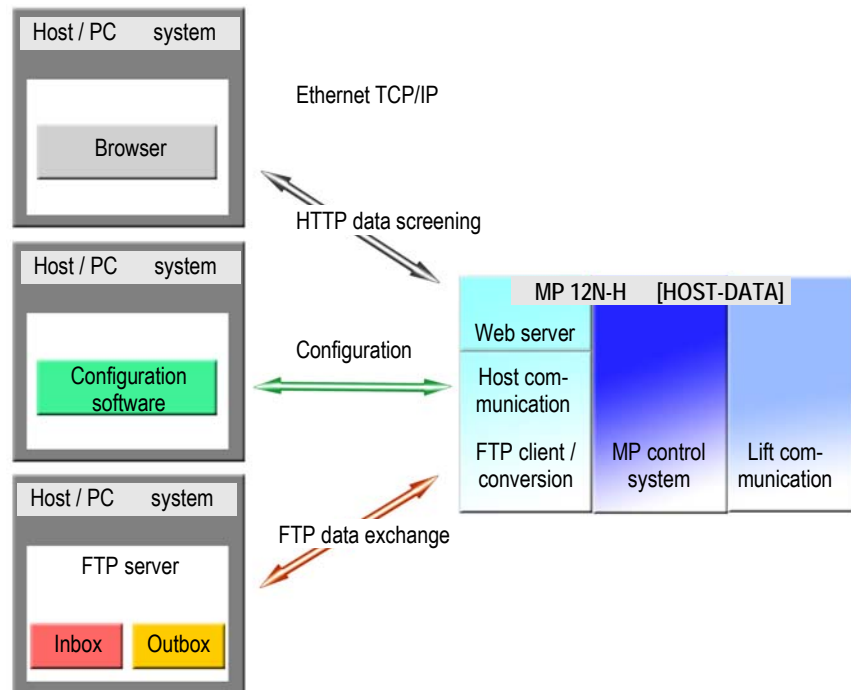 Host / PC system
Browser
Ethernet TCP/IP
HTTP data screening
Host / PC system
Configuration
software
Configuration
Host / PC system
FTP server
Inbox Outbox
FTP data exchange
MP 12N-H [HOST-DATA]
Web server
Host com-
munication
FTP client /
conversion
MP control
system
Lift com-
munication